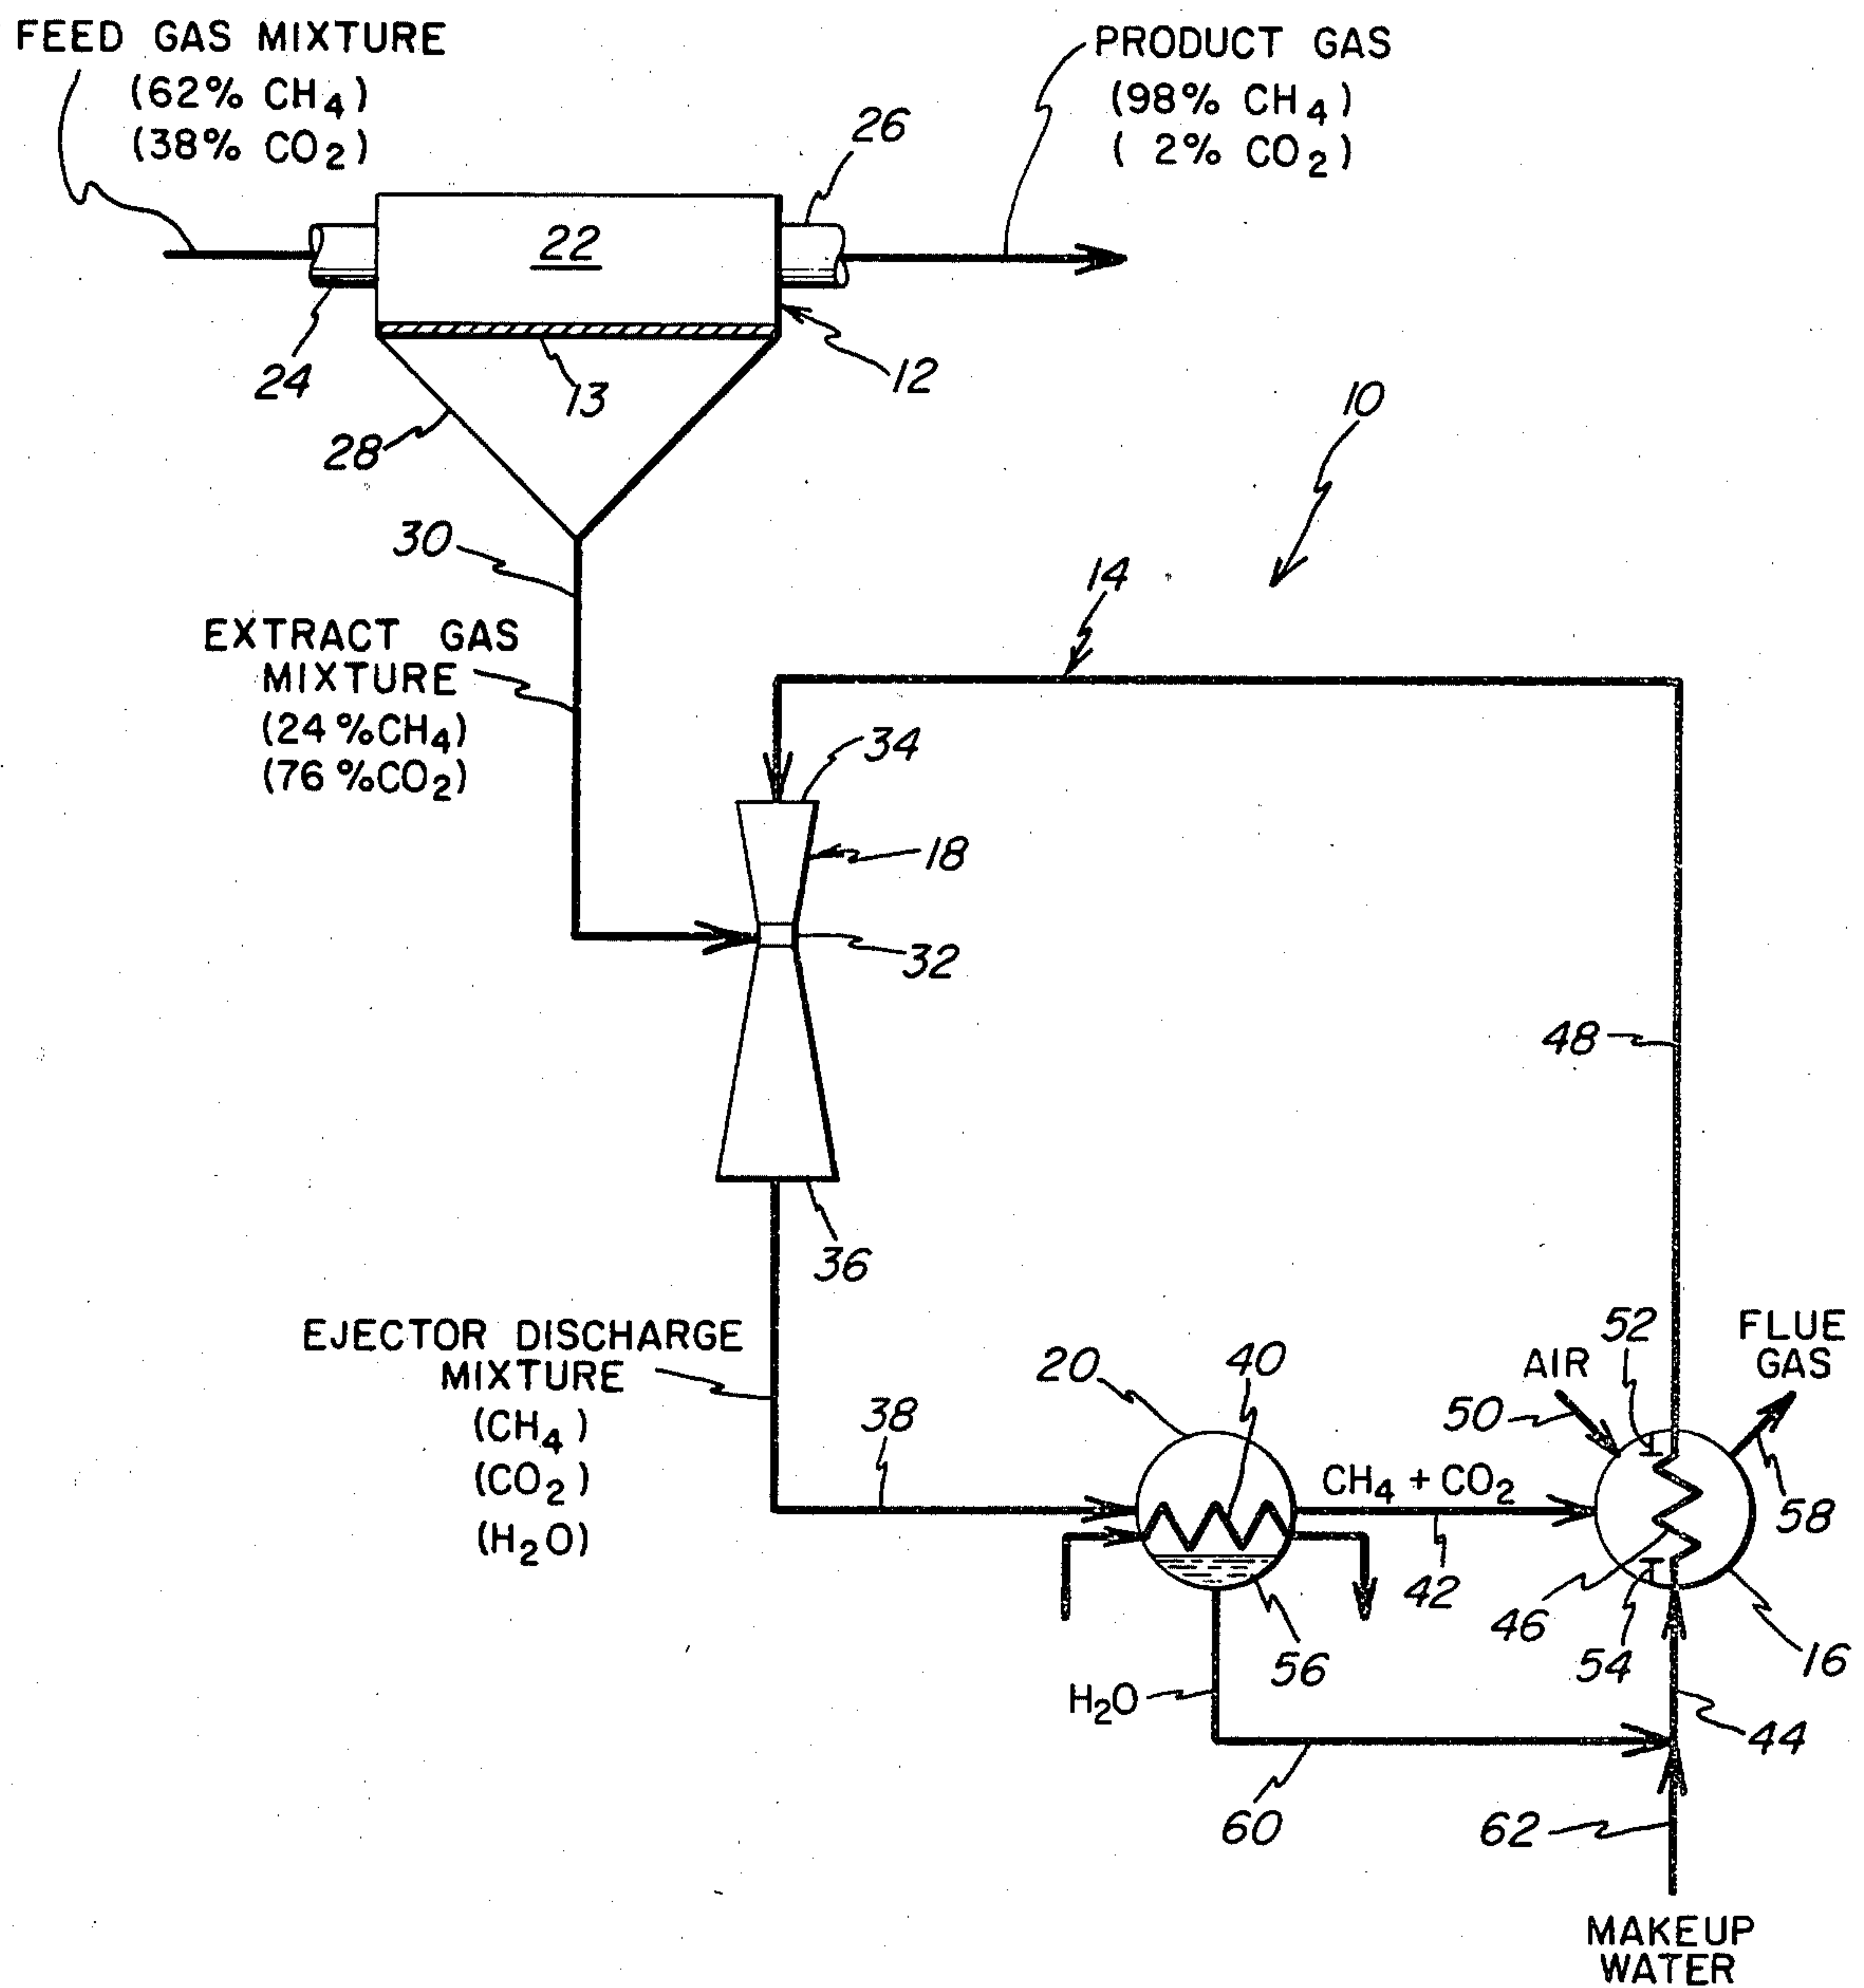 FEED GAS MIXTURE
(62% CH4)
(38% CO2)
PRODUCT GAS
(98% CH4)
( 2% CO2)
26
22
24
13
12
28
10
30
14
EXTRACT GAS
MIXTURE
(24%CH4)
(76%CO2)
34
18
32
48
36
EJECTOR DISCHARGE
MIXTURE
(CH4)
(CO2)
(H2O)
38
20
40
52
FLUE
GAS
AIR
50
CH4 + CO2
58
42
46
54
16
56
H2O
44
60
62
MAKEUP
WATER